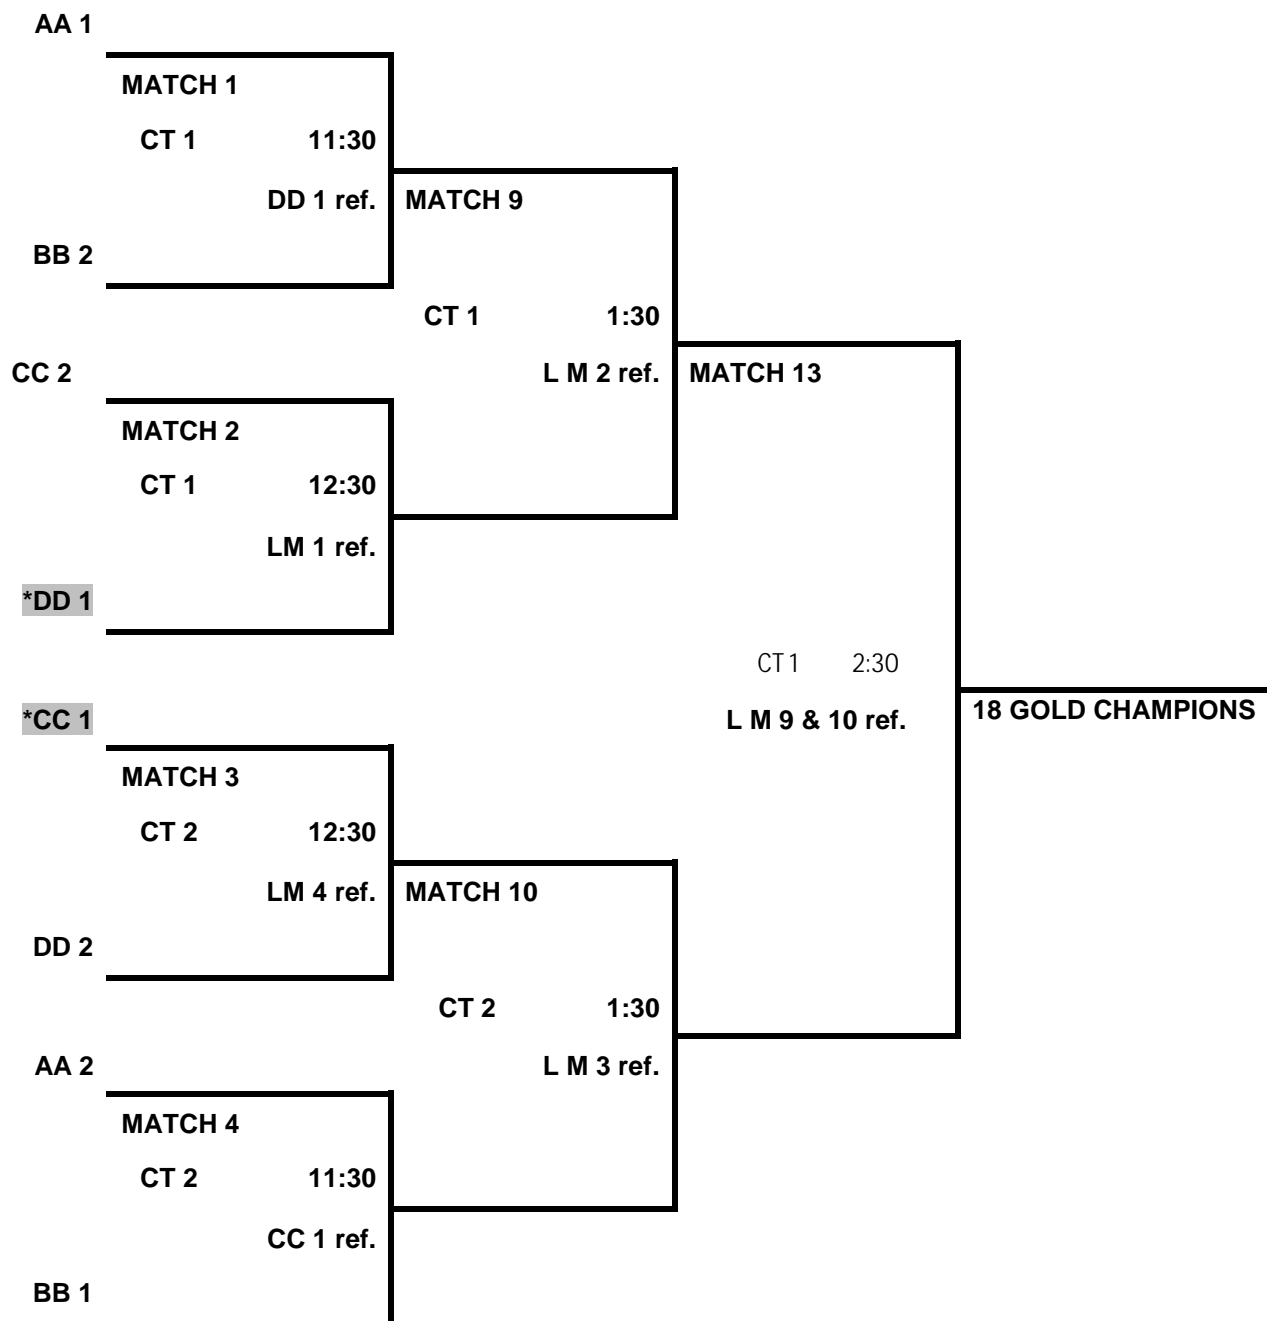 AA 1
MATCH 1
CT 1 11:30
DD 1 ref. MATCH 9
BB 2
CT 1 1:30
CC 2 L M 2 ref. MATCH 13
MATCH 2
CT 1 12:30
LM 1 ref.
*DD 1
CT 1 2:30
*CC 1 L M 9 & 10 ref. 18 GOLD CHAMPIONS
MATCH 3
CT 2 12:30
LM 4 ref. MATCH 10
DD 2
CT 2 1:30
AA 2 L M 3 ref.
MATCH 4
CT 2 11:30
CC 1 ref.
BB 1